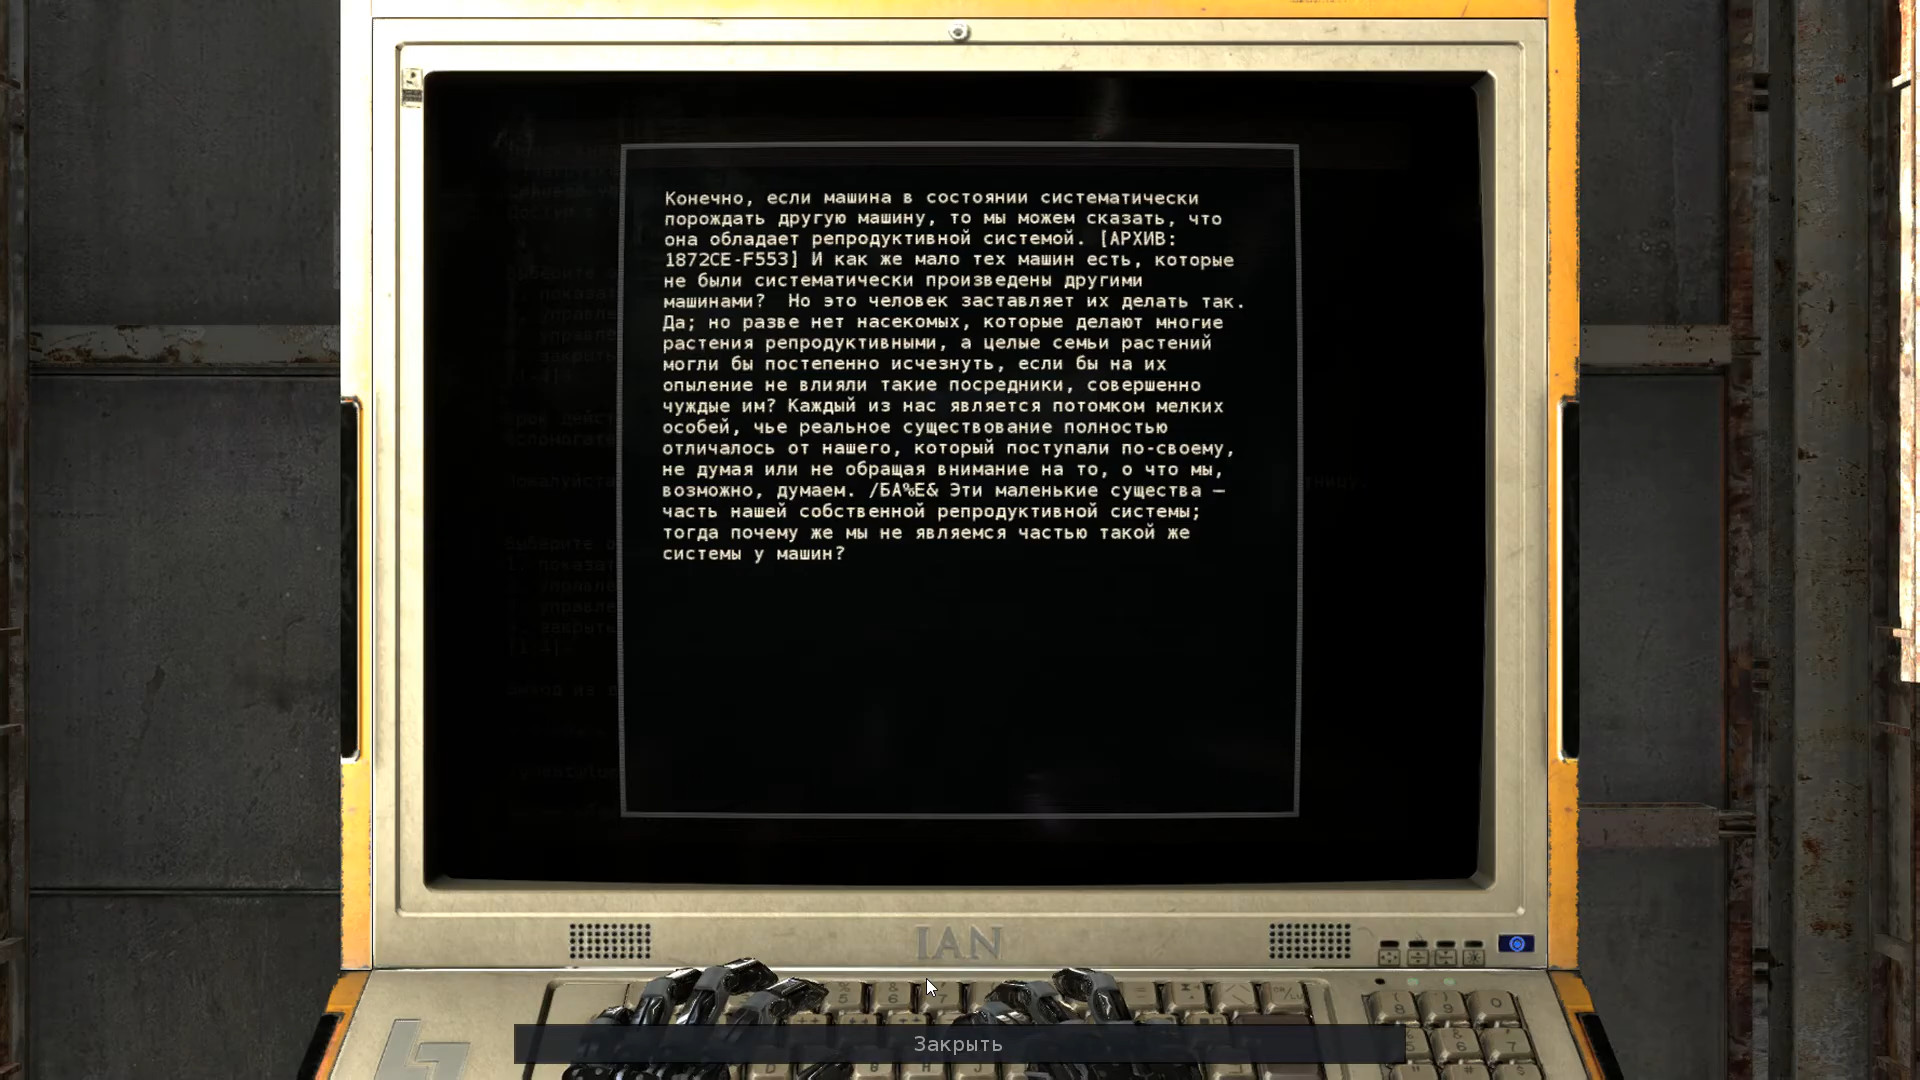 Конечно, если машина в состоянии систематически
порождать другую машину, то мы можем сказать, что
она обладает репродуктивной системой. [АРХИВ:
1872CE-F553] И как же мало тех машин есть, которые
не были систематически произведены другими
машинами?  Но это человек заставляет их делать так.
Да; но разве нет насекомых, которые делают многие
растения репродуктивными, а целые семьи растений
могли бы постепенно исчезнуть, если бы на их
опыление не влияли такие посредники, совершенно
чуждые им? Каждый из нас является потомком мелких
особей, чье реальное существование полностью
отличалось от нашего, который поступали по-своему,
не думая или не обращая внимание на то, о что мы,
возможно, думаем. /БА%Е& Эти маленькие существа —
часть нашей собственной репродуктивной системы;
тогда почему же мы не являемся частью такой же
системы у машин?
IAN
Закрыть